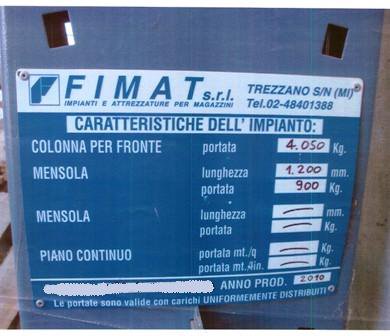 FIMAT s.r.l. TREZZANO S/N (MI)
IMPIANTI E ATTREZZATURE PER MAGAZZINI Tel.02-48401388
CARATTERISTICHE DELL' IMPIANTO:
COLONNA PER FRONTE portata 4.050 Kg.
MENSOLA lunghezza 1.200 mm.
portata 900 Kg.
MENSOLA lunghezza — mm.
portata — Kg.
PIANO CONTINUO portata mt./q — Kg.
portata mt./lin. — Kg.
ANNO PROD. 2010
Le portate sono valide con carichi UNIFORMEMENTE DISTRIBUITI